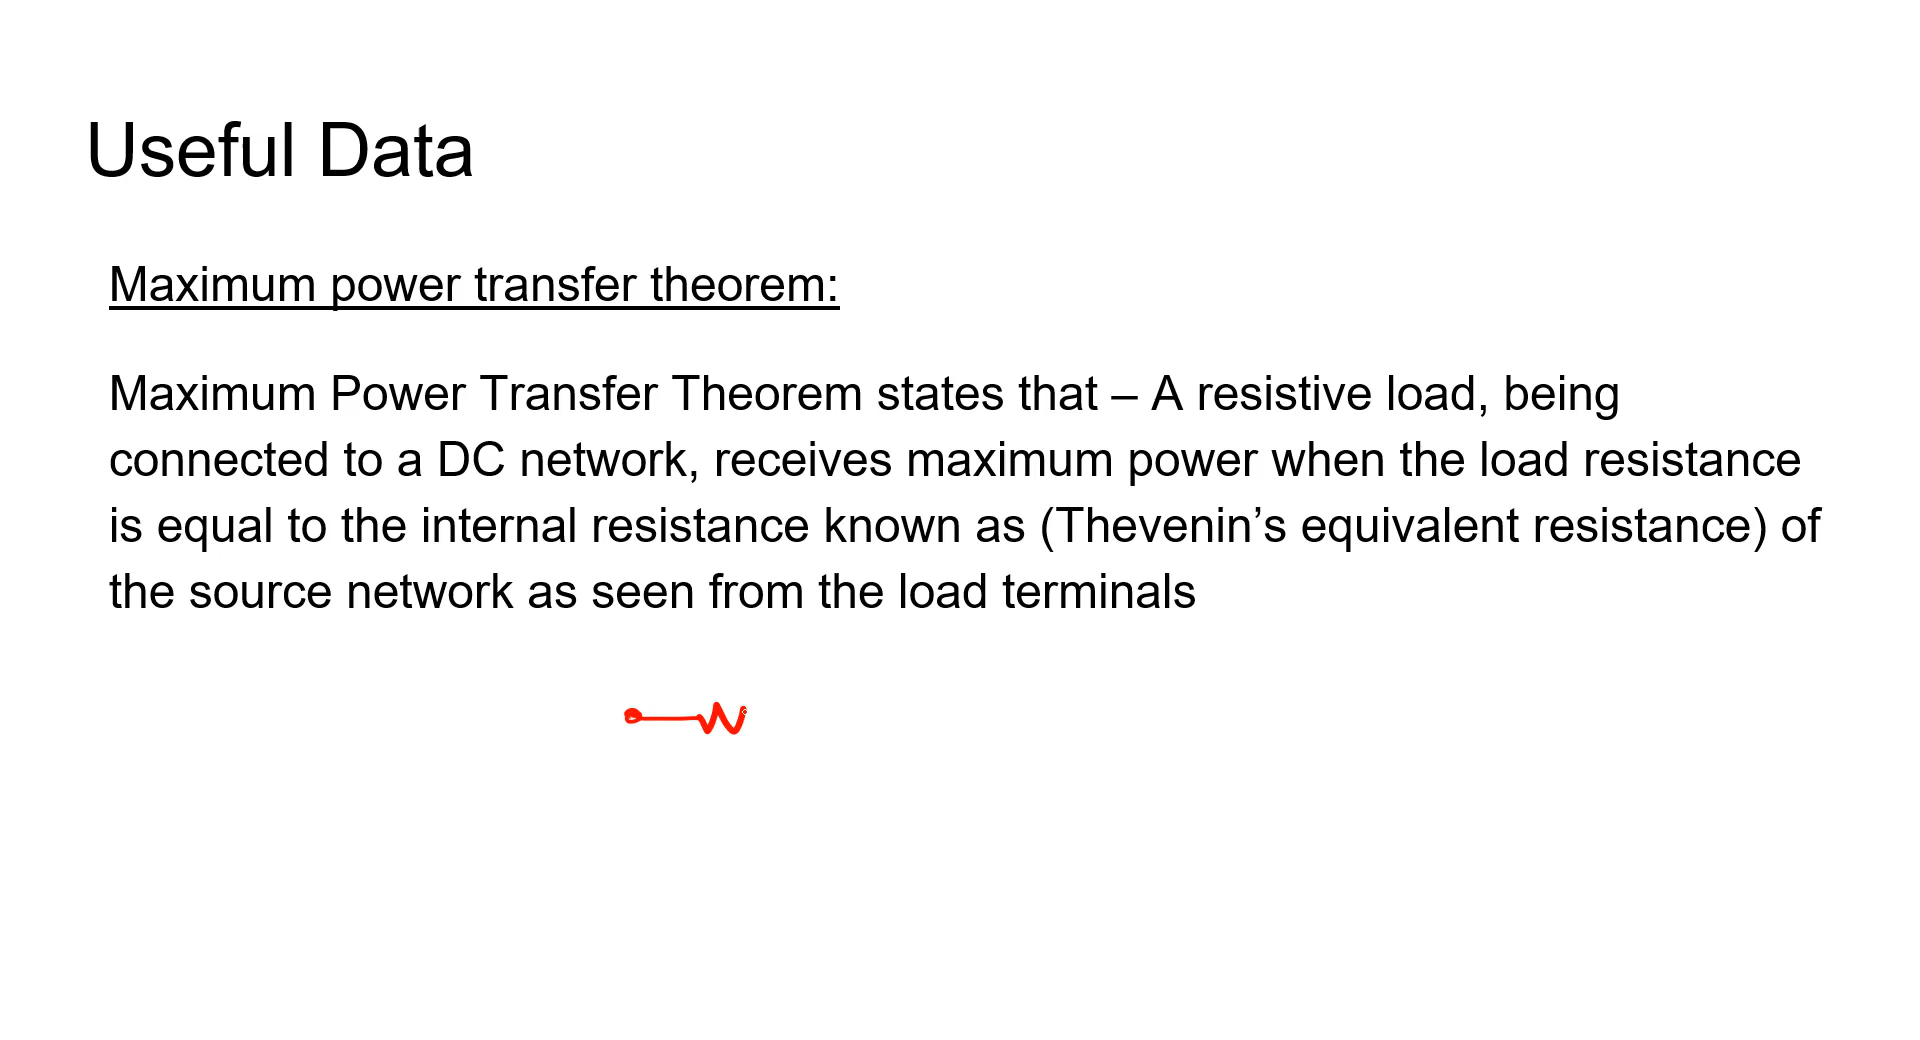 Useful Data
Maximum power transfer theorem:
Maximum Power Transfer Theorem states that – A resistive load, being
connected to a DC network, receives maximum power when the load resistance
is equal to the internal resistance known as (Thevenin’s equivalent resistance) of
the source network as seen from the load terminals